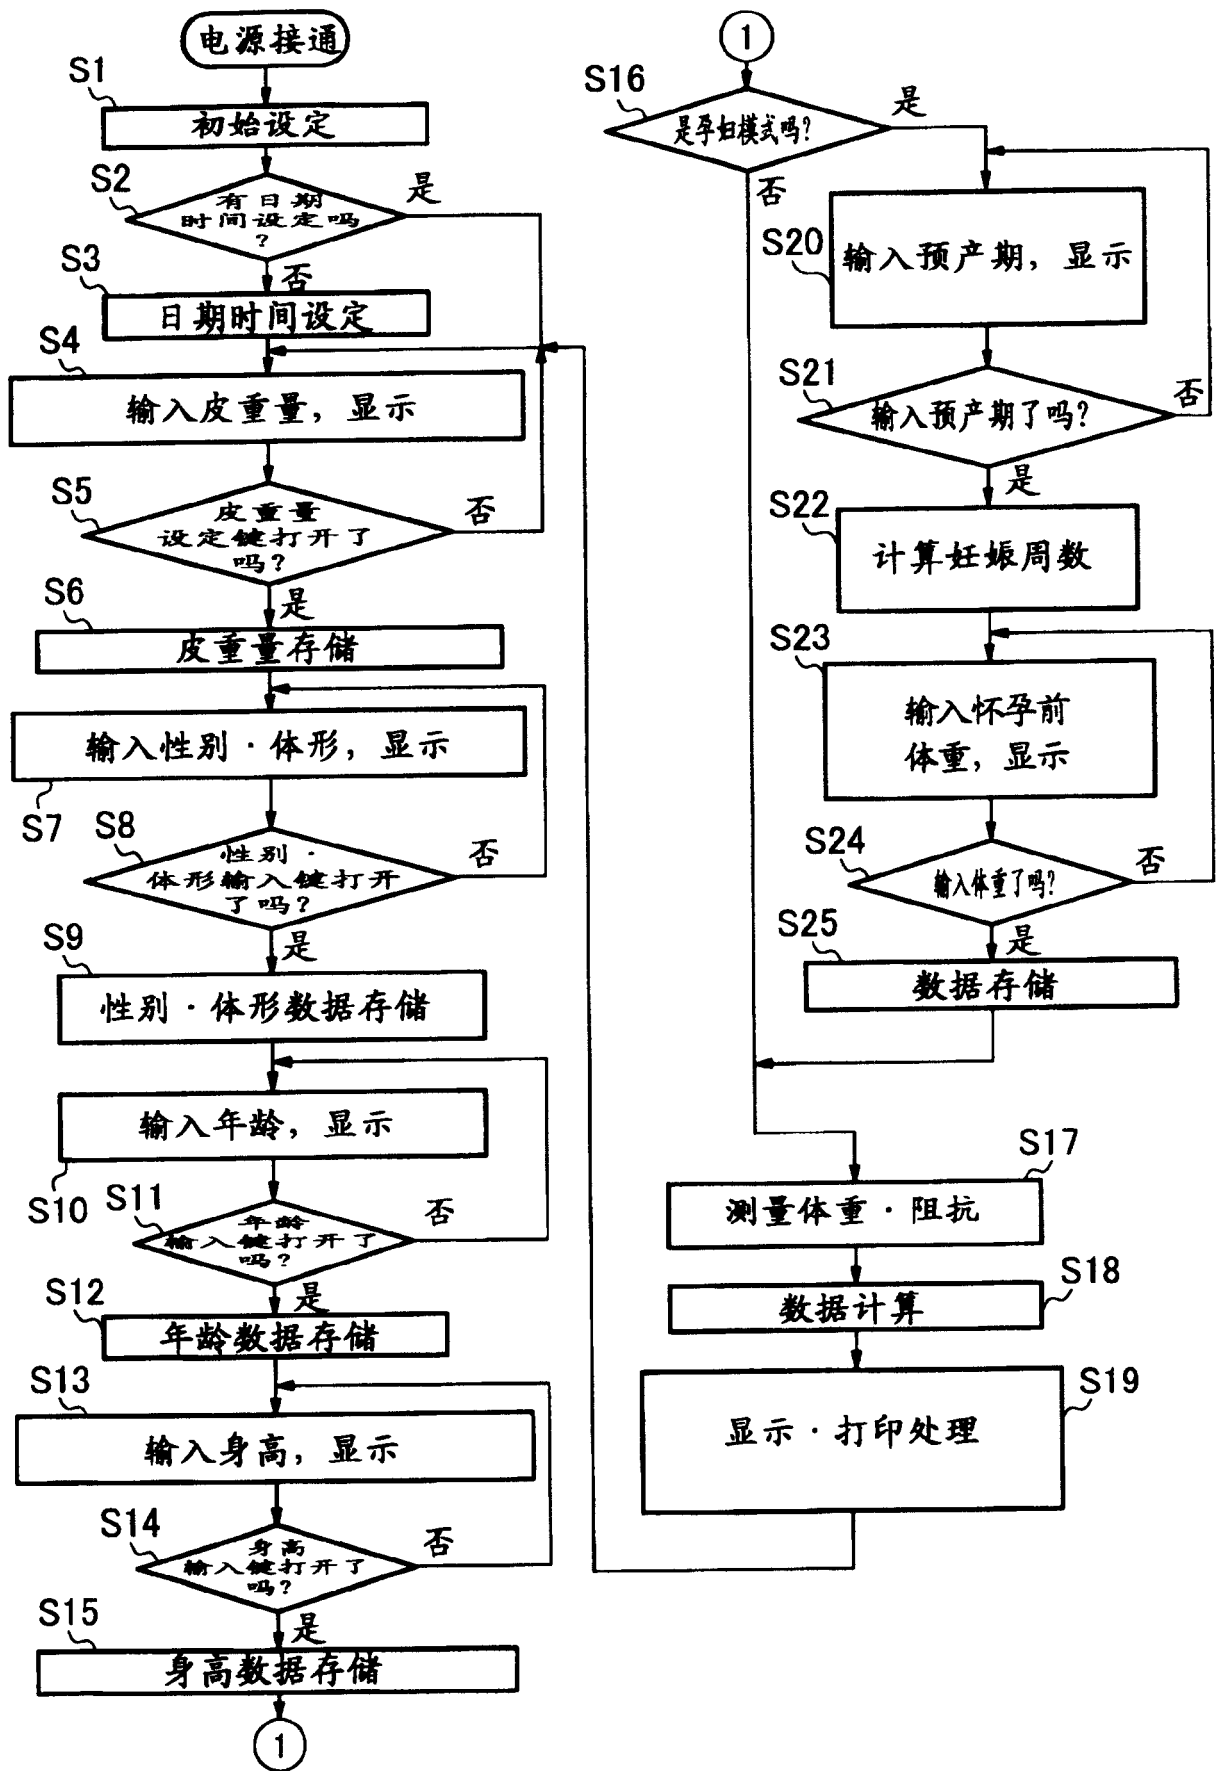 电源接通
S1
初始设定
S2
有日期
时间设定吗
?
是
否
S3
日期时间设定
S4
输入皮重量，显示
S5
皮重量
设定键打开了
吗?
否
是
S6
皮重量存储
输入性别·体形，显示
S7
S8
性别·
体形输入键打开
了吗?
否
是
S9
性别·体形数据存储
输入年龄，显示
S10
S11
年龄
输入键打开了
吗?
否
是
S12
年龄数据存储
S13
输入身高，显示
S14
身高
输入键打开了
吗?
否
是
S15
身高数据存储
1
1
S16
是孕妇模式吗?
是
否
S20
输入预产期，显示
S21
输入预产期了吗?
否
是
S22
计算妊娠周数
S23
输入怀孕前
体重，显示
S24
输入体重了吗?
否
是
S25
数据存储
S17
测量体重·阻抗
S18
数据计算
S19
显示·打印处理